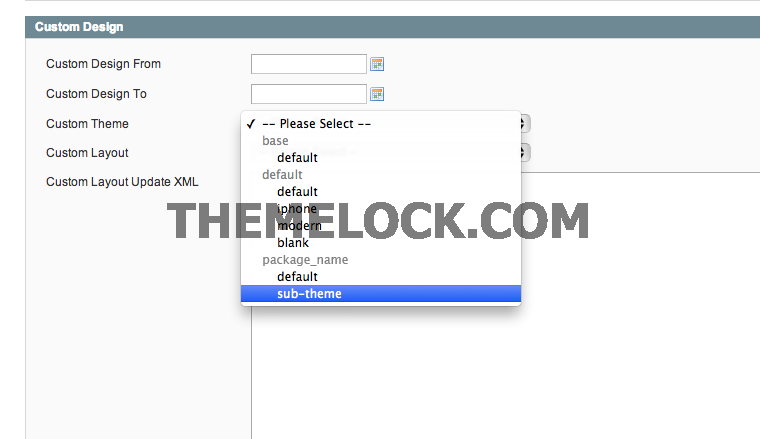 Custom Design
Custom Design From
Custom Design To
Custom Theme
✓ -- Please Select --
base
default
Custom Layout
default
Custom Layout Update XML
default
iphone
modern
THEMELOCK.COM
blank
package_name
default
sub-theme